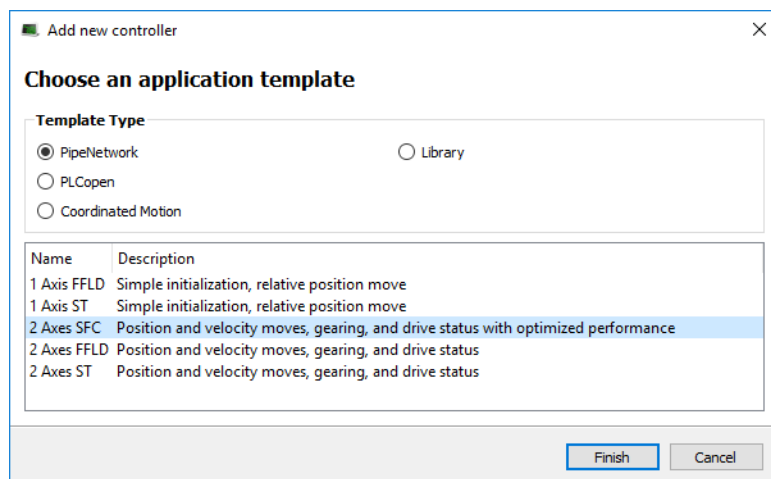 Add new controller
Choose an application template
Template Type
PipeNetwork Library
PLCopen
Coordinated Motion
Name Description
1 Axis FFLD Simple initialization, relative position move
1 Axis ST Simple initialization, relative position move
2 Axes SFC Position and velocity moves, gearing, and drive status with optimized performance
2 Axes FFLD Position and velocity moves, gearing, and drive status
2 Axes ST Position and velocity moves, gearing, and drive status
Finish Cancel